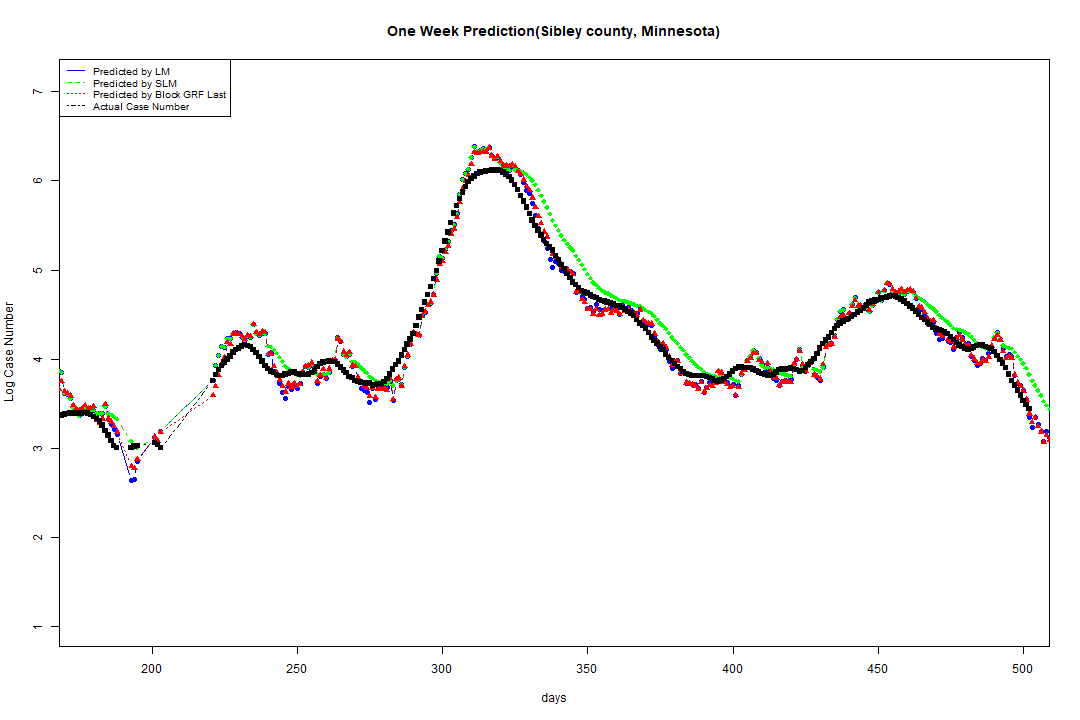 One Week Prediction(Sibley county, Minnesota)
Predicted by LM
Predicted by SLM
Predicted by Block GRF Last
Actual Case Number
7
6
5
4
3
2
1
Log Case Number
200 250 300 350 400 450 500
days